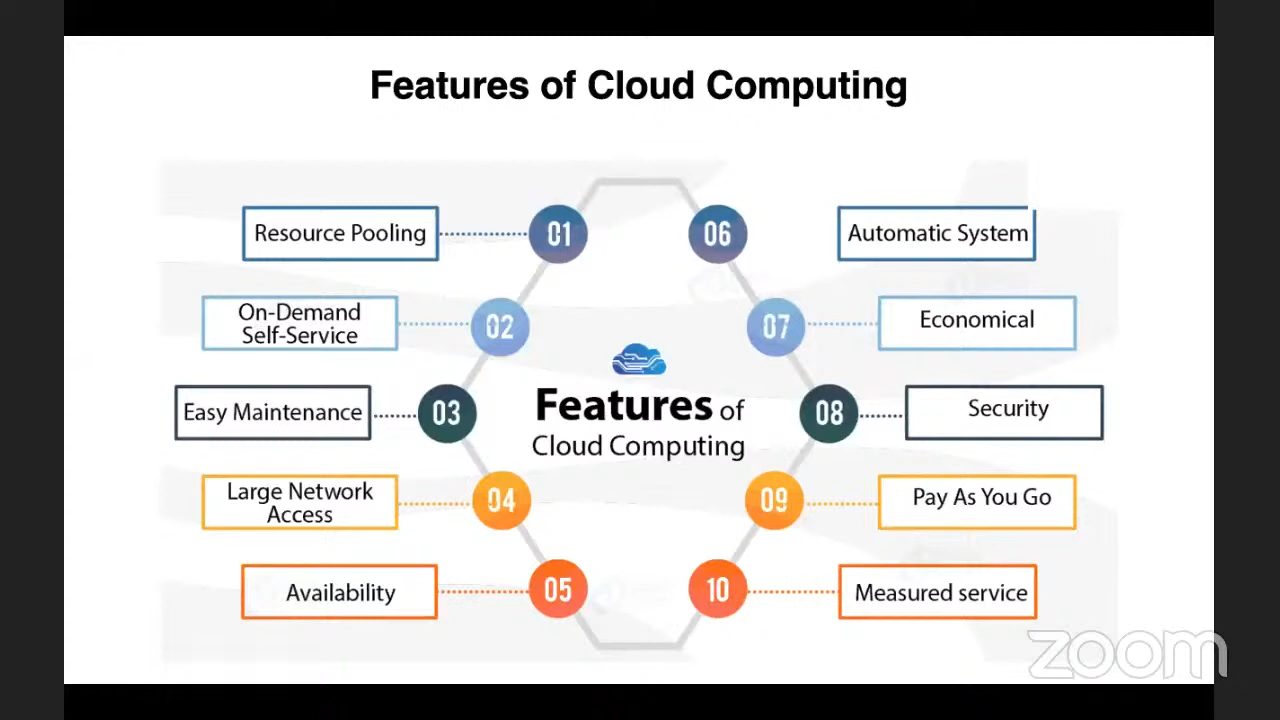 Features of Cloud Computing
Resource Pooling
01
On-Demand
Self-Service
02
Easy Maintenance
03
Large Network
Access
04
Availability
05
Features of
Cloud Computing
06
Automatic System
07
Economical
08
Security
09
Pay As You Go
10
Measured service
zoom